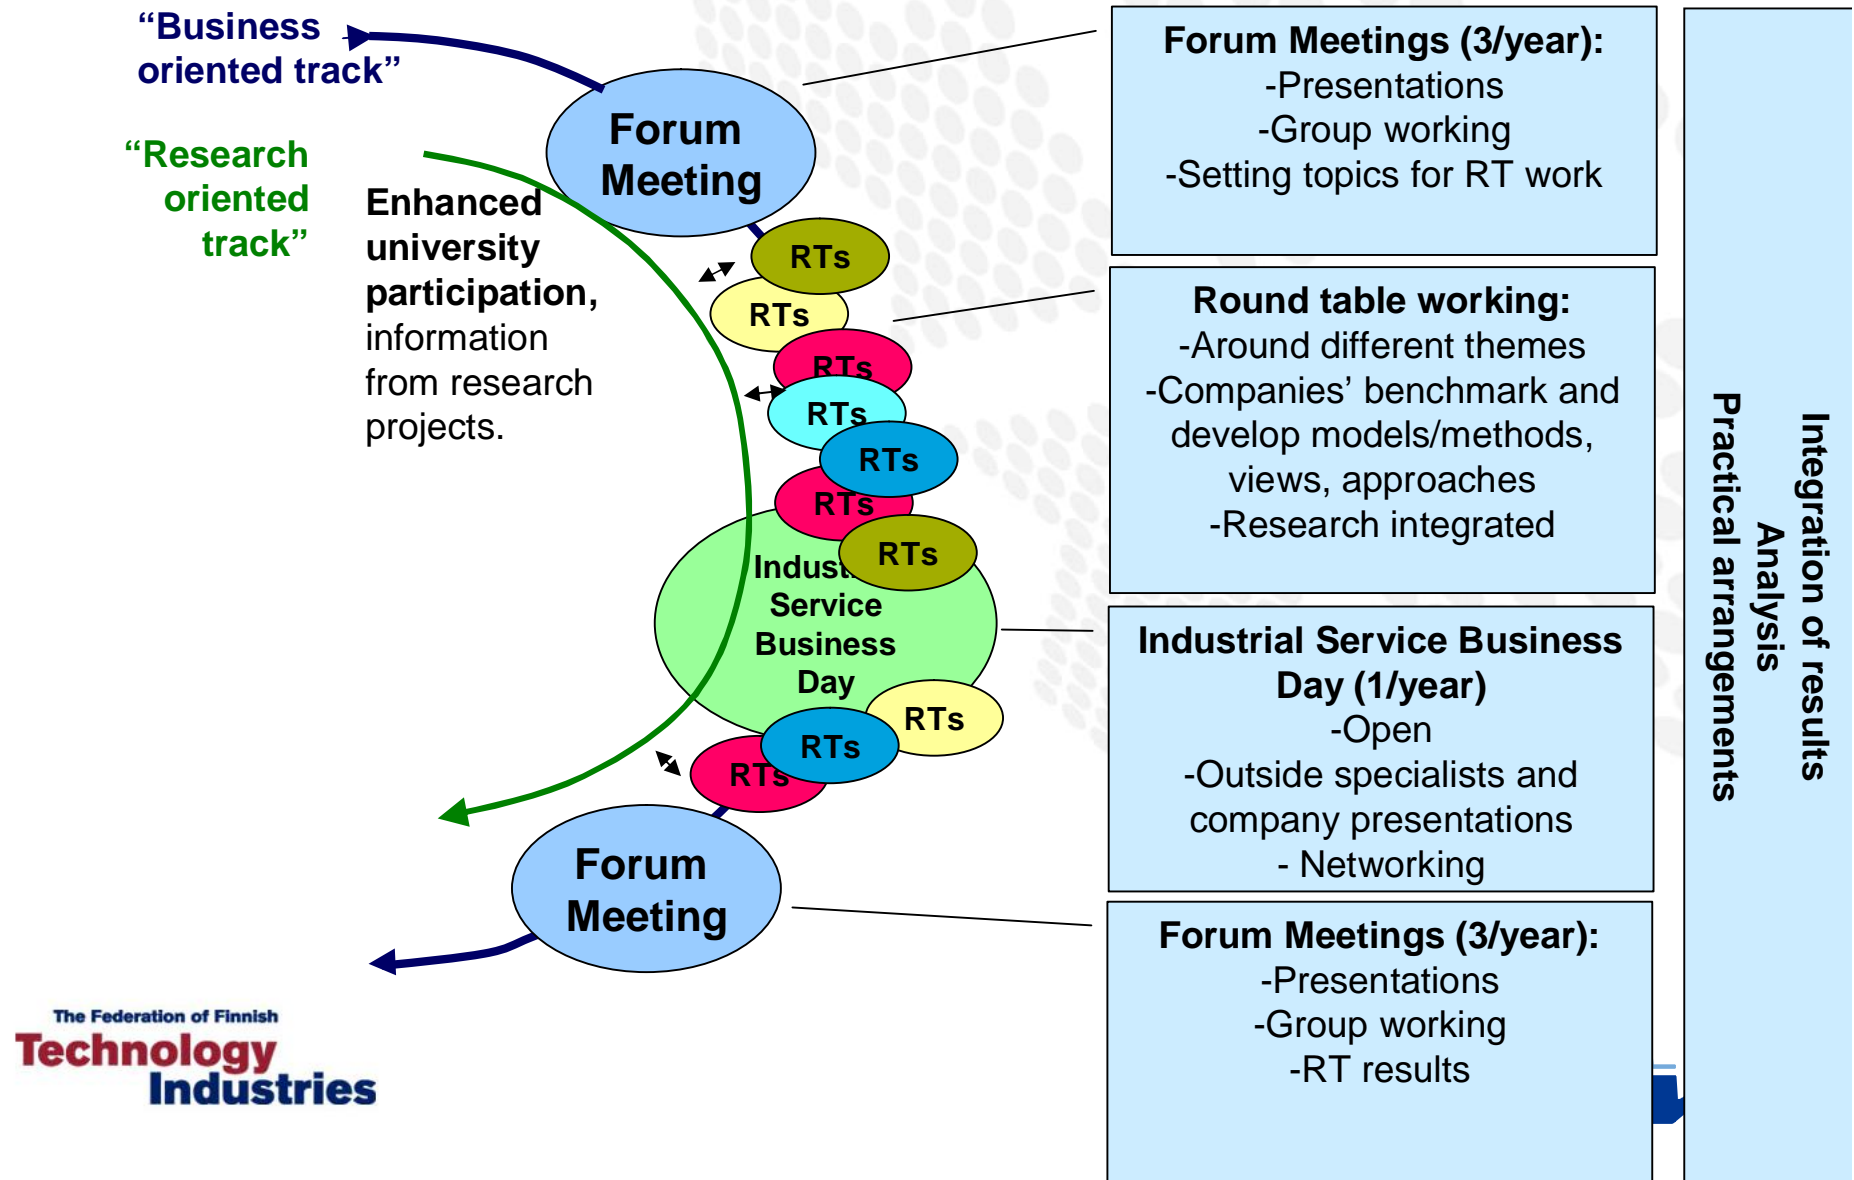 “Business
oriented track”
“Research
oriented
track”
Enhanced
university
participation,
information
from research
projects.
Forum
Meeting
RTs
RTs
RTs
RTs
RTs
RTs
RTs
Service
Business
Day
RTs
RTs
RTs
Forum
Meeting
The Federation of Finnish
Technology
Industries
Forum Meetings (3/year):
-Presentations
-Group working
-Setting topics for RT work
Round table working:
-Around different themes
-Companies’ benchmark and
develop models/methods,
views, approaches
-Research integrated
Industrial Service Business
Day (1/year)
-Open
-Outside specialists and
company presentations
- Networking
Forum Meetings (3/year):
-Presentations
-Group working
-RT results
Integration of results
Analysis
Practical arrangements